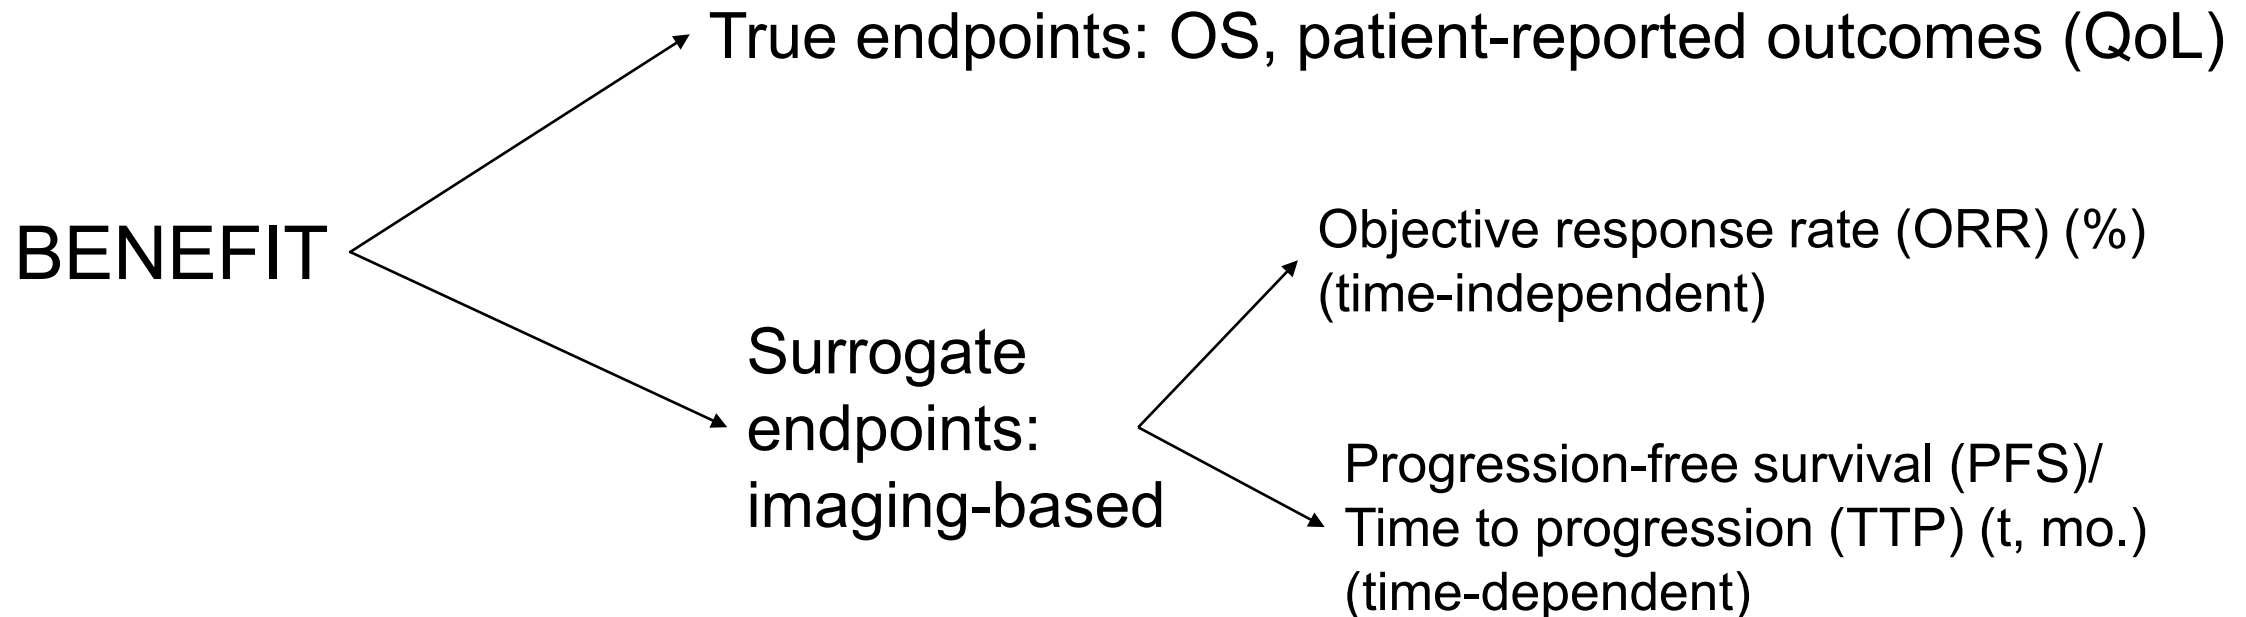 True endpoints: OS, patient-reported outcomes (QoL)
BENEFIT
Surrogate
endpoints:
imaging-based
Objective response rate (ORR) (%)
(time-independent)
Progression-free survival (PFS)/
Time to progression (TTP) (t, mo.)
(time-dependent)